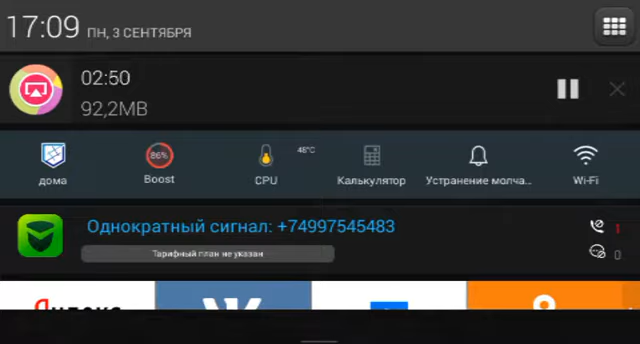 17:09 ПН, 3 СЕНТЯБРЯ
02:50
92,2MB
86%
48°C
дома
Boost
CPU
Калькулятор
Устранение молча...
Wi-Fi
Однократный сигнал: +74997545483
1
Тарифный план не указан
0
Яндекс